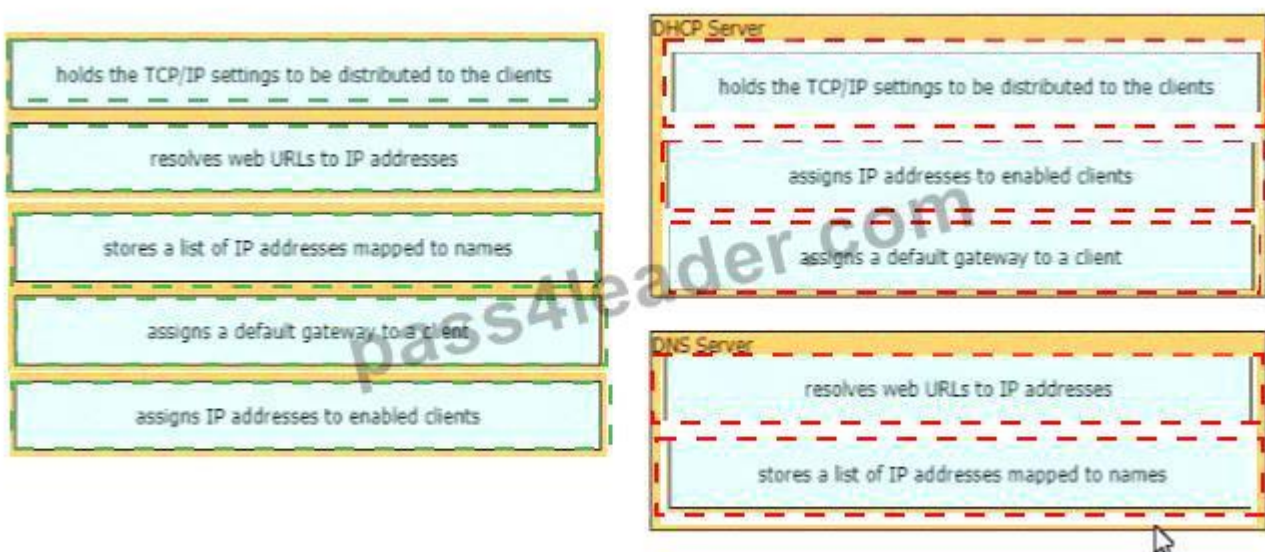 holds the TCP/IP settings to be distributed to the clients
resolves web URLs to IP addresses
stores a list of IP addresses mapped to names
assigns a default gateway to a client
assigns IP addresses to enabled clients
DHCP Server
holds the TCP/IP settings to be distributed to the clients
assigns IP addresses to enabled clients
assigns a default gateway to a client
DNS Server
resolves web URLs to IP addresses
stores a list of IP addresses mapped to names
pass4leader.com